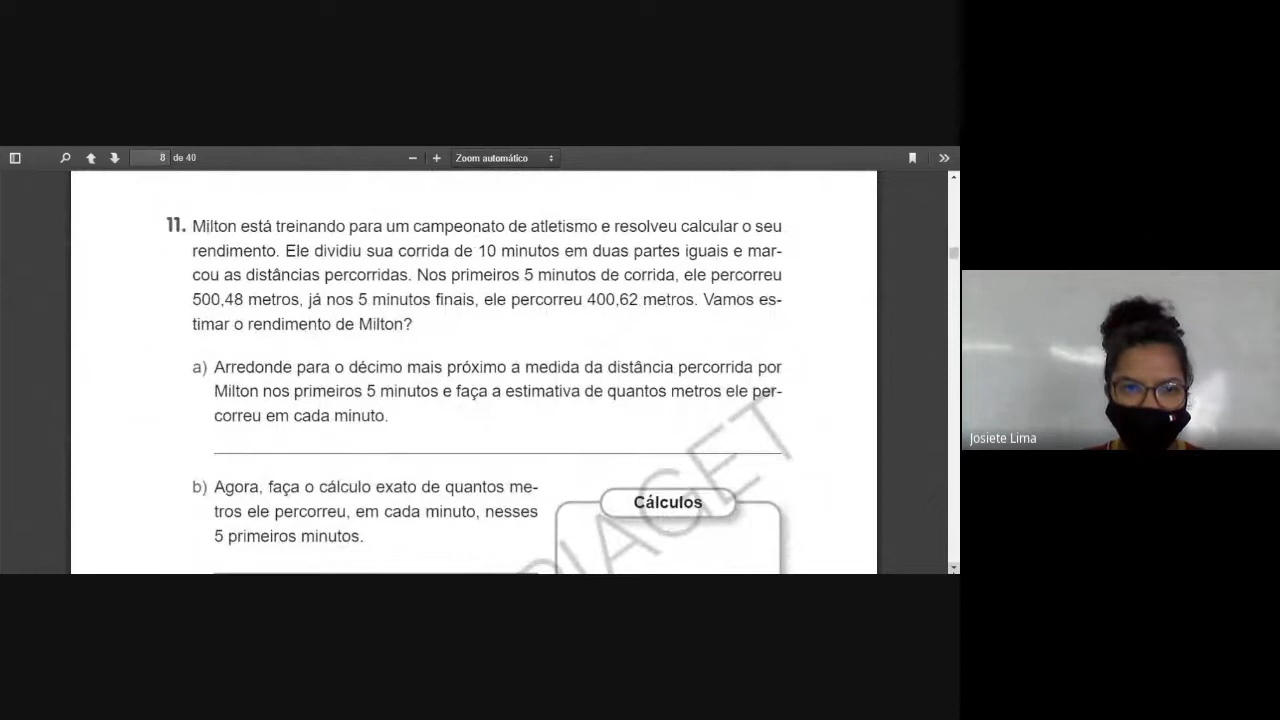 8 de 40
Zoom automático
11. Milton está treinando para um campeonato de atletismo e resolveu calcular o seu
rendimento. Ele dividiu sua corrida de 10 minutos em duas partes iguais e mar-
cou as distâncias percorridas. Nos primeiros 5 minutos de corrida, ele percorreu
500,48 metros, já nos 5 minutos finais, ele percorreu 400,62 metros. Vamos es-
timar o rendimento de Milton?
a) Arredonde para o décimo mais próximo a medida da distância percorrida por
Milton nos primeiros 5 minutos e faça a estimativa de quantos metros ele per-
correu em cada minuto.
b) Agora, faça o cálculo exato de quantos me-
tros ele percorreu, em cada minuto, nesses
5 primeiros minutos.
Cálculos
PIAGET
Josiete Lima